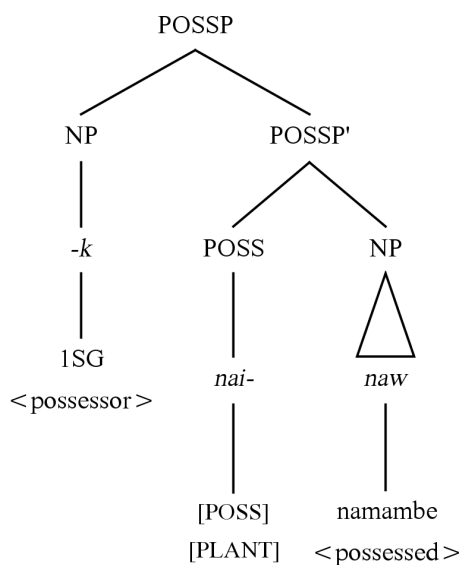 POSSP
NP POSSP'
-k POSS NP
1SG nai- naw
<possessor>
[POSS] namambe
[PLANT] <possessed>